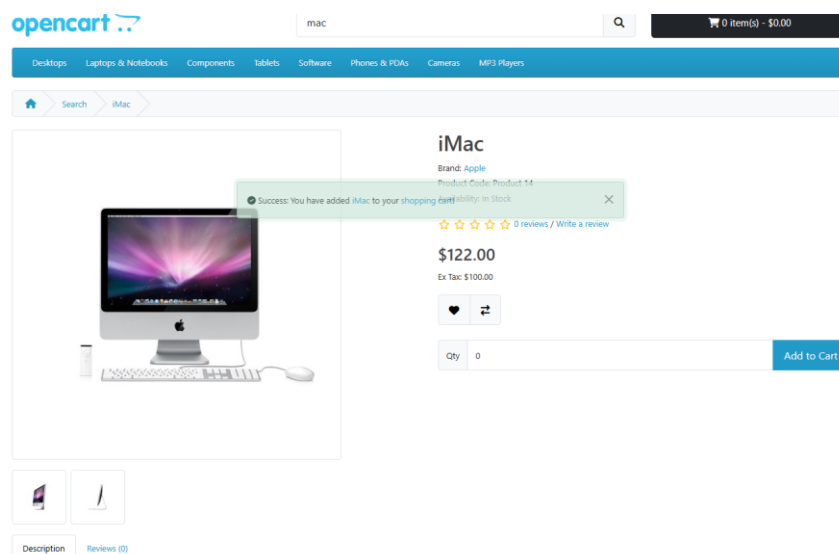 opencart
mac
0 item(s) - $0.00
Desktops Laptops & Notebooks Components Tablets Software Phones & PDAs Cameras MP3 Players
Search iMac
iMac
Brand: Apple
Product Code: Product 14
Availability: In Stock
Success: You have added iMac to your shopping cart!
0 reviews / Write a review
$122.00
Ex Tax: $100.00
Qty 0 Add to Cart
Description Reviews (0)